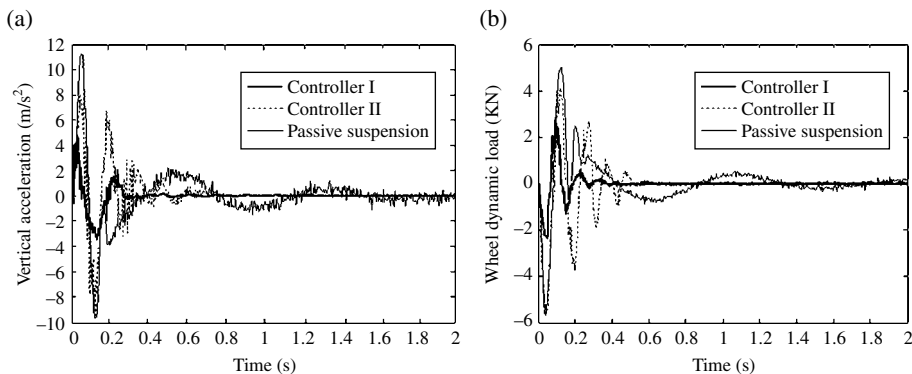 (a)
Vertical acceleration (m/s²)
12
10
8
6
4
2
0
−2
−4
−6
−8
−10
0 0.2 0.4 0.6 0.8 1 1.2 1.4 1.6 1.8 2
Time (s)
Controller I
Controller II
Passive suspension
(b)
Wheel dynamic load (KN)
6
4
2
0
−2
−4
−6
0 0.2 0.4 0.6 0.8 1 1.2 1.4 1.6 1.8 2
Time (s)
Controller I
Controller II
Passive suspension